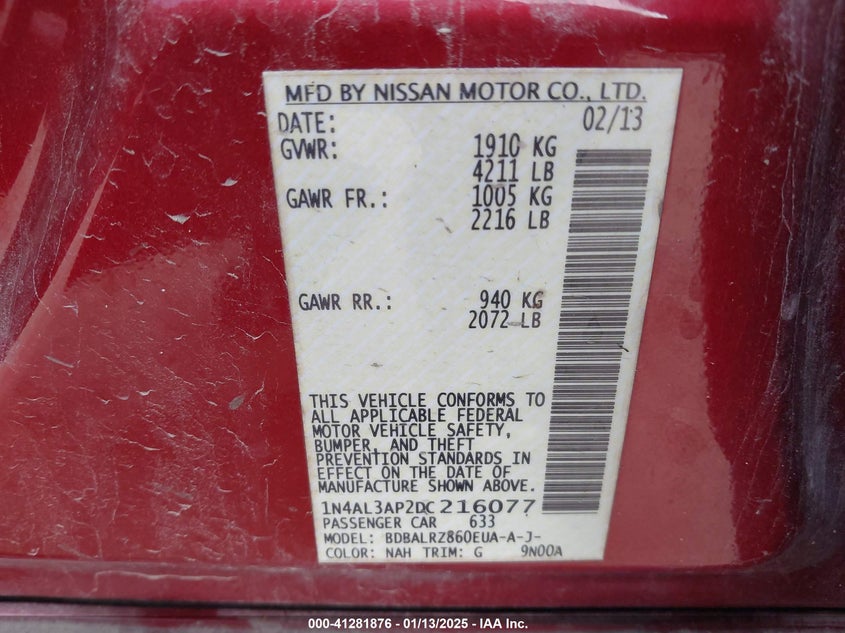 MFD BY NISSAN MOTOR CO., LTD.
DATE: 02/13
GVWR: 1910 KG
4211 LB
GAWR FR.: 1005 KG
2216 LB
GAWR RR.: 940 KG
2072 LB
THIS VEHICLE CONFORMS TO
ALL APPLICABLE FEDERAL
MOTOR VEHICLE SAFETY,
BUMPER, AND THEFT
PREVENTION STANDARDS IN
EFFECT ON THE DATE OF
MANUFACTURE SHOWN ABOVE.
1N4AL3AP2DC216077
PASSENGER CAR 633
MODEL: BDBALRZ860EUA-A-J-
COLOR: NAH TRIM: G 9N00A
000-41281876 - 01/13/2025 - IAA Inc.